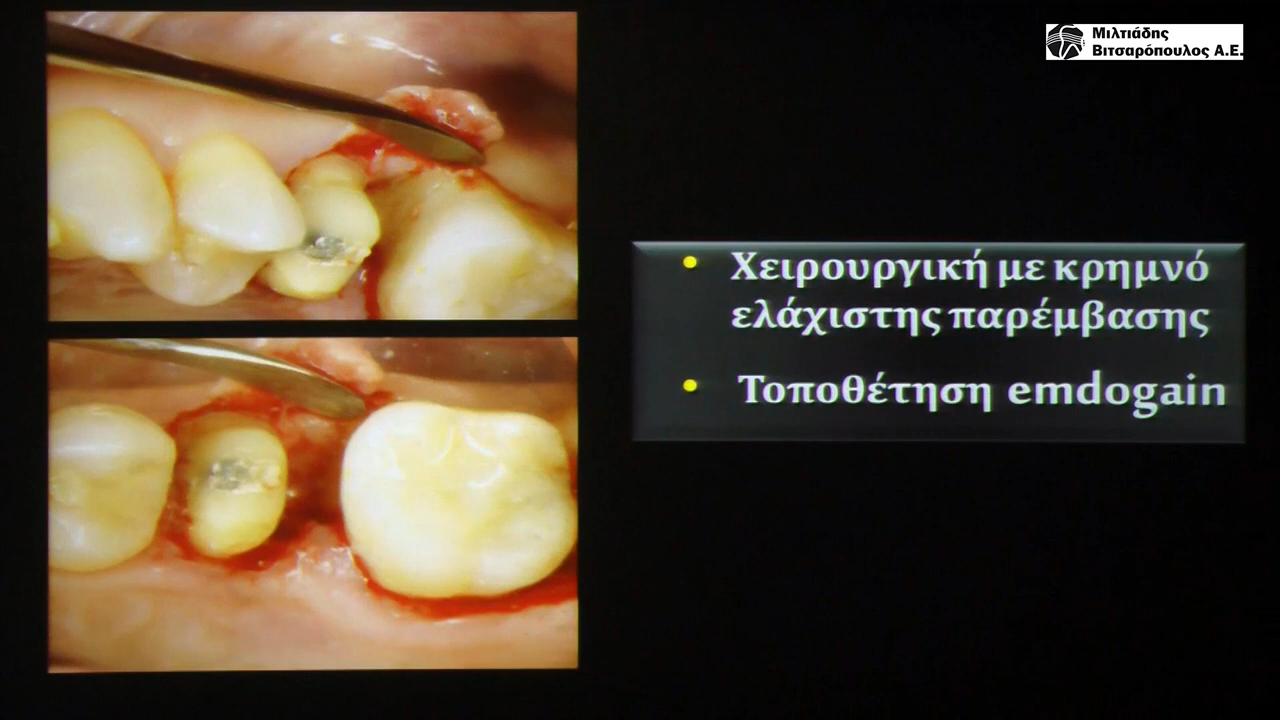 Μιλτιάδης
Βιτσαρόπουλος Α.Ε.
Χειρουργική με κρημνό
ελάχιστης παρέμβασης
Τοποθέτηση emdogain